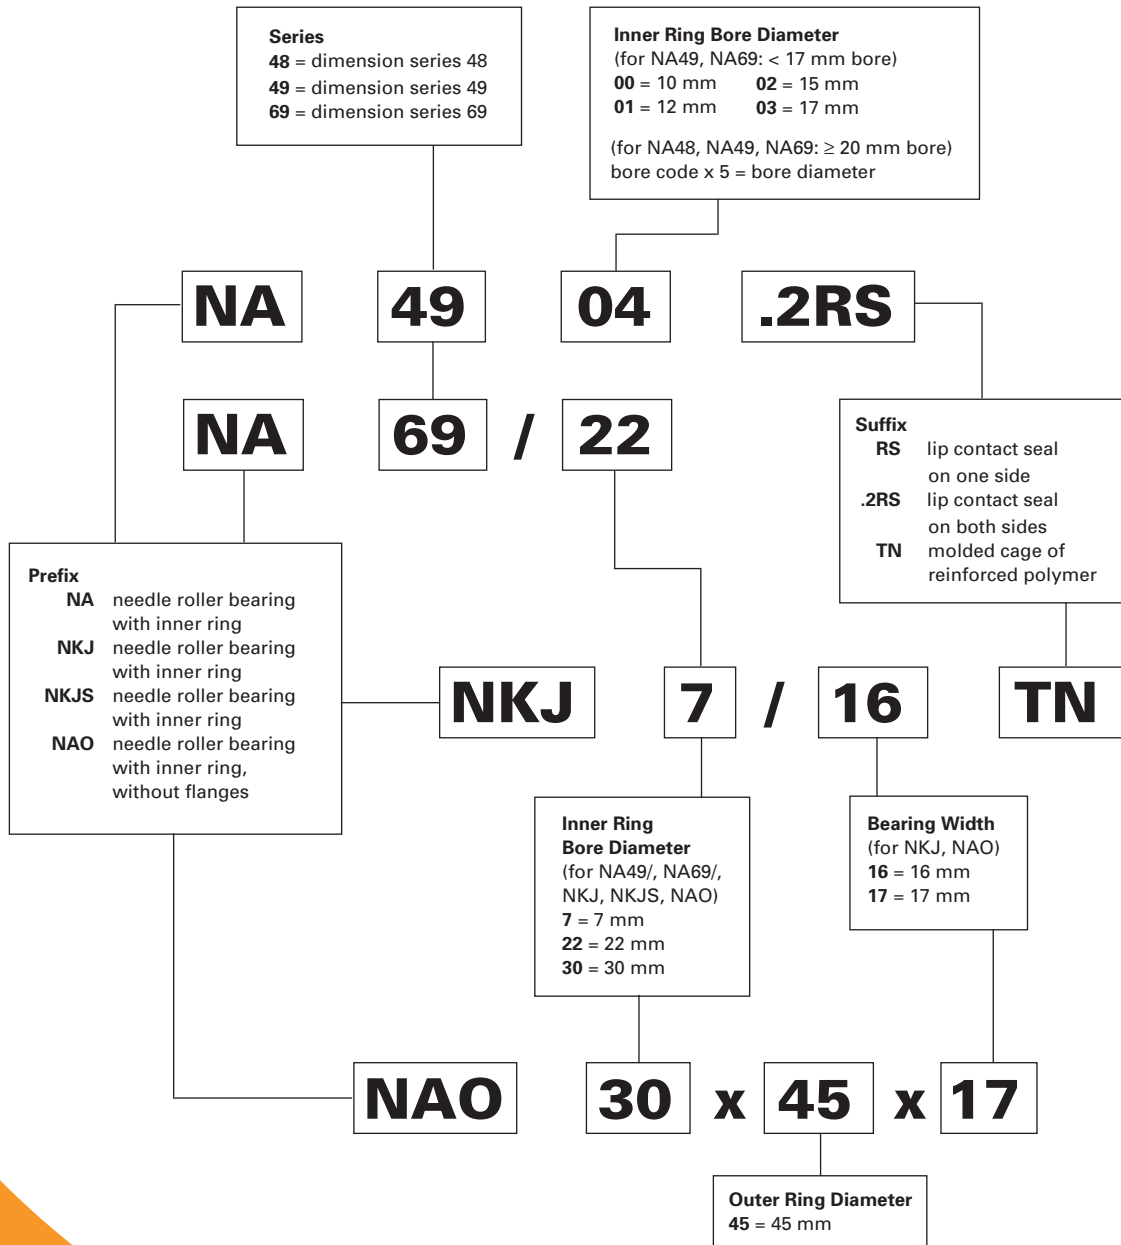 Series
48 = dimension series 48
49 = dimension series 49
69 = dimension series 69
Inner Ring Bore Diameter
(for NA49, NA69: < 17 mm bore)
00 = 10 mm 02 = 15 mm
01 = 12 mm 03 = 17 mm
(for NA48, NA49, NA69: ≥ 20 mm bore)
bore code x 5 = bore diameter
NA 49 04 .2RS
NA 69 / 22
Suffix
RS lip contact seal
on one side
.2RS lip contact seal
on both sides
TN molded cage of
reinforced polymer
Prefix
NA needle roller bearing
with inner ring
NKJ needle roller bearing
with inner ring
NKJS needle roller bearing
with inner ring
NAO needle roller bearing
with inner ring,
without flanges
NKJ 7 / 16 TN
Inner Ring
Bore Diameter
(for NA49/, NA69/,
NKJ, NKJS, NAO)
7 = 7 mm
22 = 22 mm
30 = 30 mm
Bearing Width
(for NKJ, NAO)
16 = 16 mm
17 = 17 mm
NAO 30 x 45 x 17
Outer Ring Diameter
45 = 45 mm